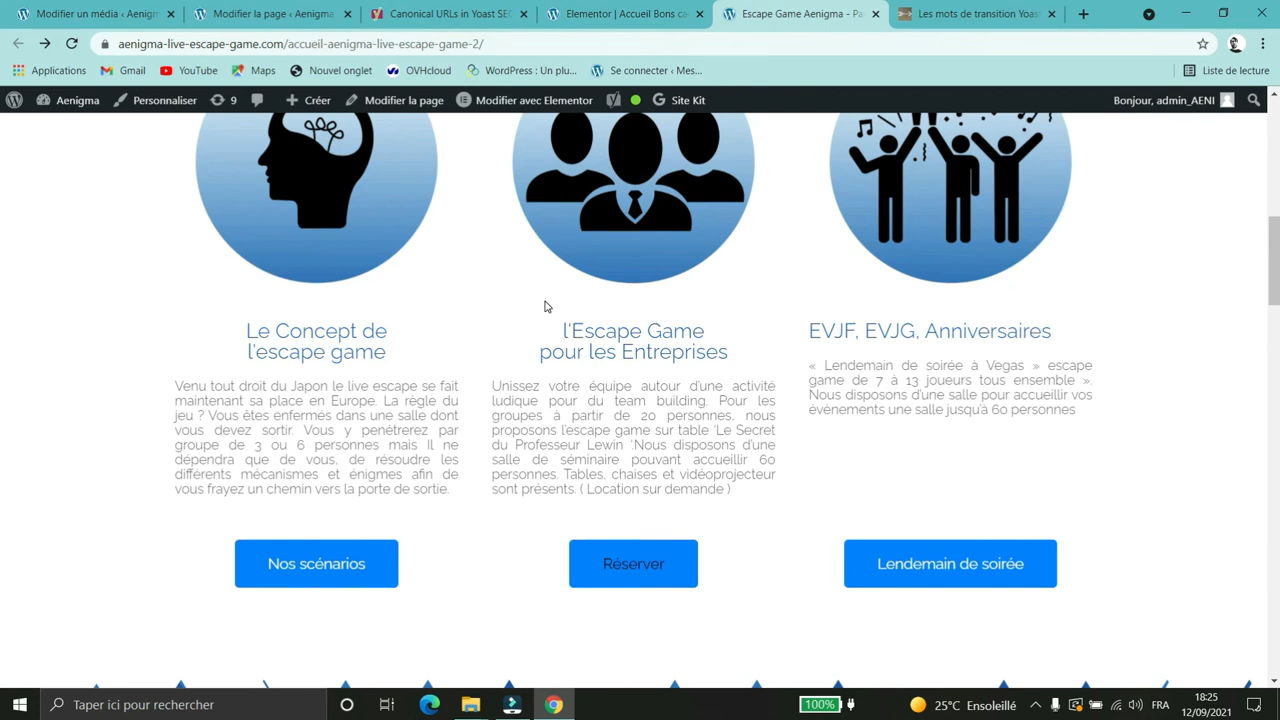 Modifier un média ‹ Aenigm
Modifier la page ‹ Aenigma
Canonical URLs in Yoast SEO
Elementor | Accueil Bons ca
Escape Game Aenigma - Pa
Les mots de transition Yoas
aenigma-live-escape-game.com/accueil-aenigma-live-escape-game-2/
Applications
Gmail
YouTube
Maps
Nouvel onglet
OVHcloud
WordPress : Un plu...
Se connecter ‹ Mes...
Liste de lecture
Aenigma
Personnaliser
9
Créer
Modifier la page
Modifier avec Elementor
Site Kit
Bonjour, admin_AENI
Le Concept de
l'escape game
Venu tout droit du Japon le live escape se fait
maintenant sa place en Europe. La règle du
jeu ? Vous êtes enfermés dans une salle dont
vous devez sortir. Vous y penétrerez par
groupe de 3 ou 6 personnes mais Il ne
dépendra que de vous, de résoudre les
différents mécanismes et énigmes afin de
vous frayez un chemin vers la porte de sortie.
Nos scénarios
l'Escape Game
pour les Entreprises
Unissez votre équipe autour d'une activité
ludique pour du team building. Pour les
groupes à partir de 20 personnes, nous
proposons l'escape game sur table 'Le Secret
du Professeur Lewin '.Nous disposons d'une
salle de séminaire pouvant accueillir 60
personnes. Tables, chaises et vidéoprojecteur
sont présents. ( Location sur demande )
Réserver
EVJF, EVJG, Anniversaires
« Lendemain de soirée à Vegas » escape
game de 7 à 13 joueurs tous ensemble ».
Nous disposons d'une salle pour accueillir vos
évènements une salle jusqu'à 60 personnes
Lendemain de soirée
Taper ici pour rechercher
100%
25°C Ensoleillé
FRA
18:25
12/09/2021